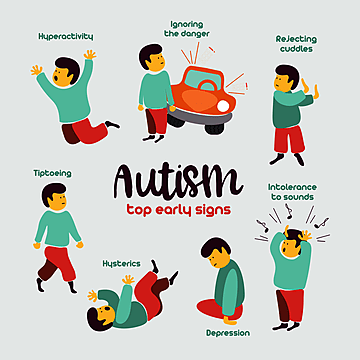 Hyperactivity
Ignoring
the danger
Rejecting
cuddles
Tiptoeing
Autism
top early signs
Intolerance
to sounds
Hysterics
Depression